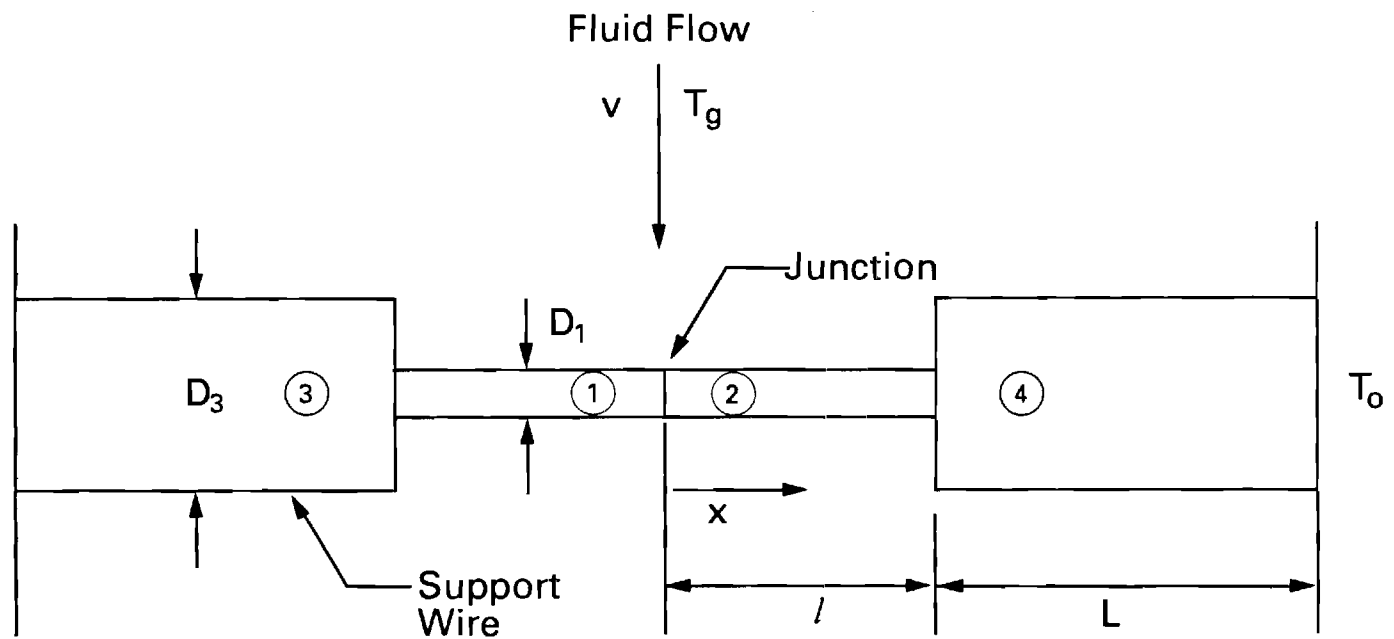 Fluid Flow
v T_g
Junction
D_1
D_3 3 1 2 4 T_o
x
Support
Wire
l L